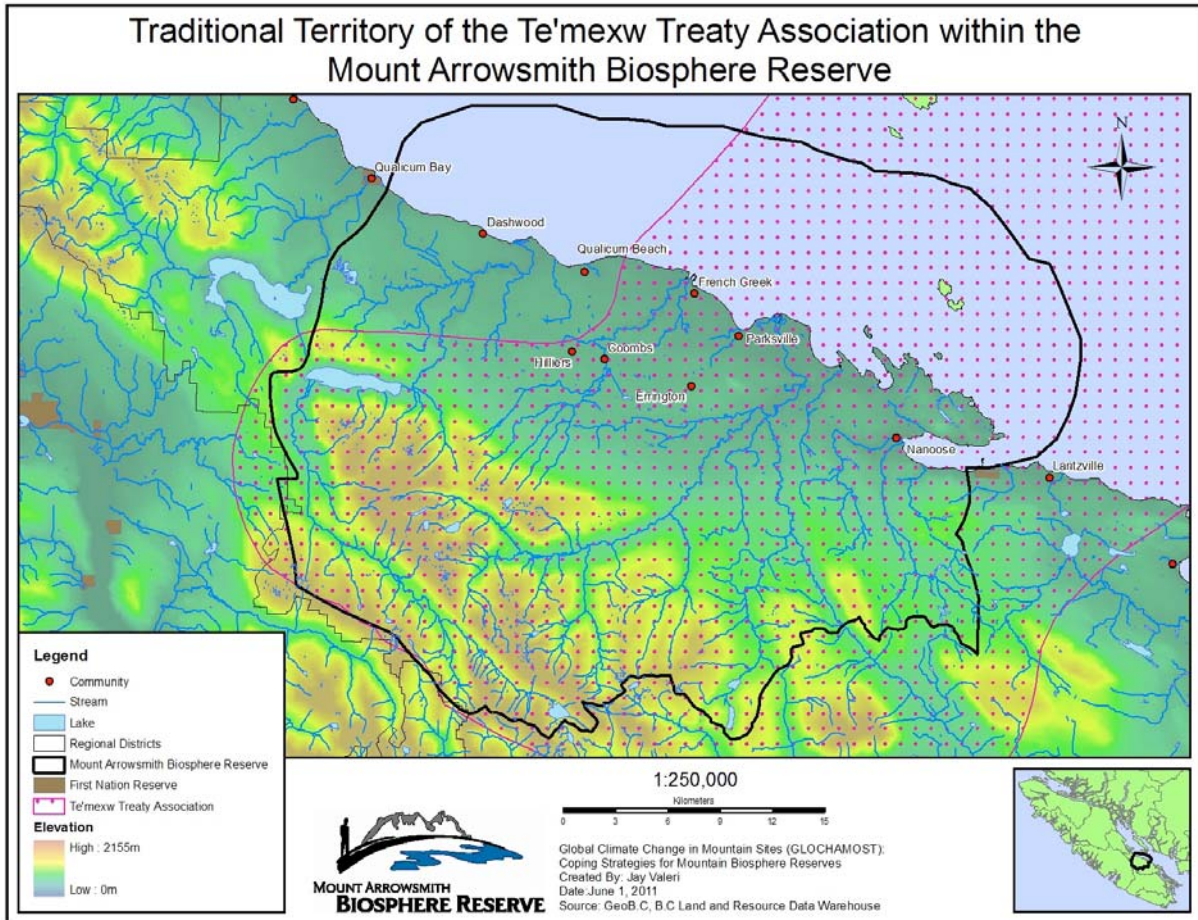 Traditional Territory of the Te'mexw Treaty Association within the
Mount Arrowsmith Biosphere Reserve
N
Qualicum Bay
Dashwood
Qualicum Beach
French Greek
Parksville
Hilliers
Goombs
Errington
Nanoose
Lantzville
Legend
Community
Stream
Lake
Regional Districts
Mount Arrowsmith Biosphere Reserve
First Nation Reserve
Te'mexw Treaty Association
Elevation
High : 2155m
Low : 0m
MOUNT ARROWSMITH
BIOSPHERE RESERVE
1:250,000
Kilometers
0 3 6 9 12 15
Global Climate Change in Mountain Sites (GLOCHAMOST):
Coping Strategies for Mountain Biosphere Reserves
Created By: Jay Valeri
Date:June 1, 2011
Source: GeoB.C, B.C Land and Resource Data Warehouse